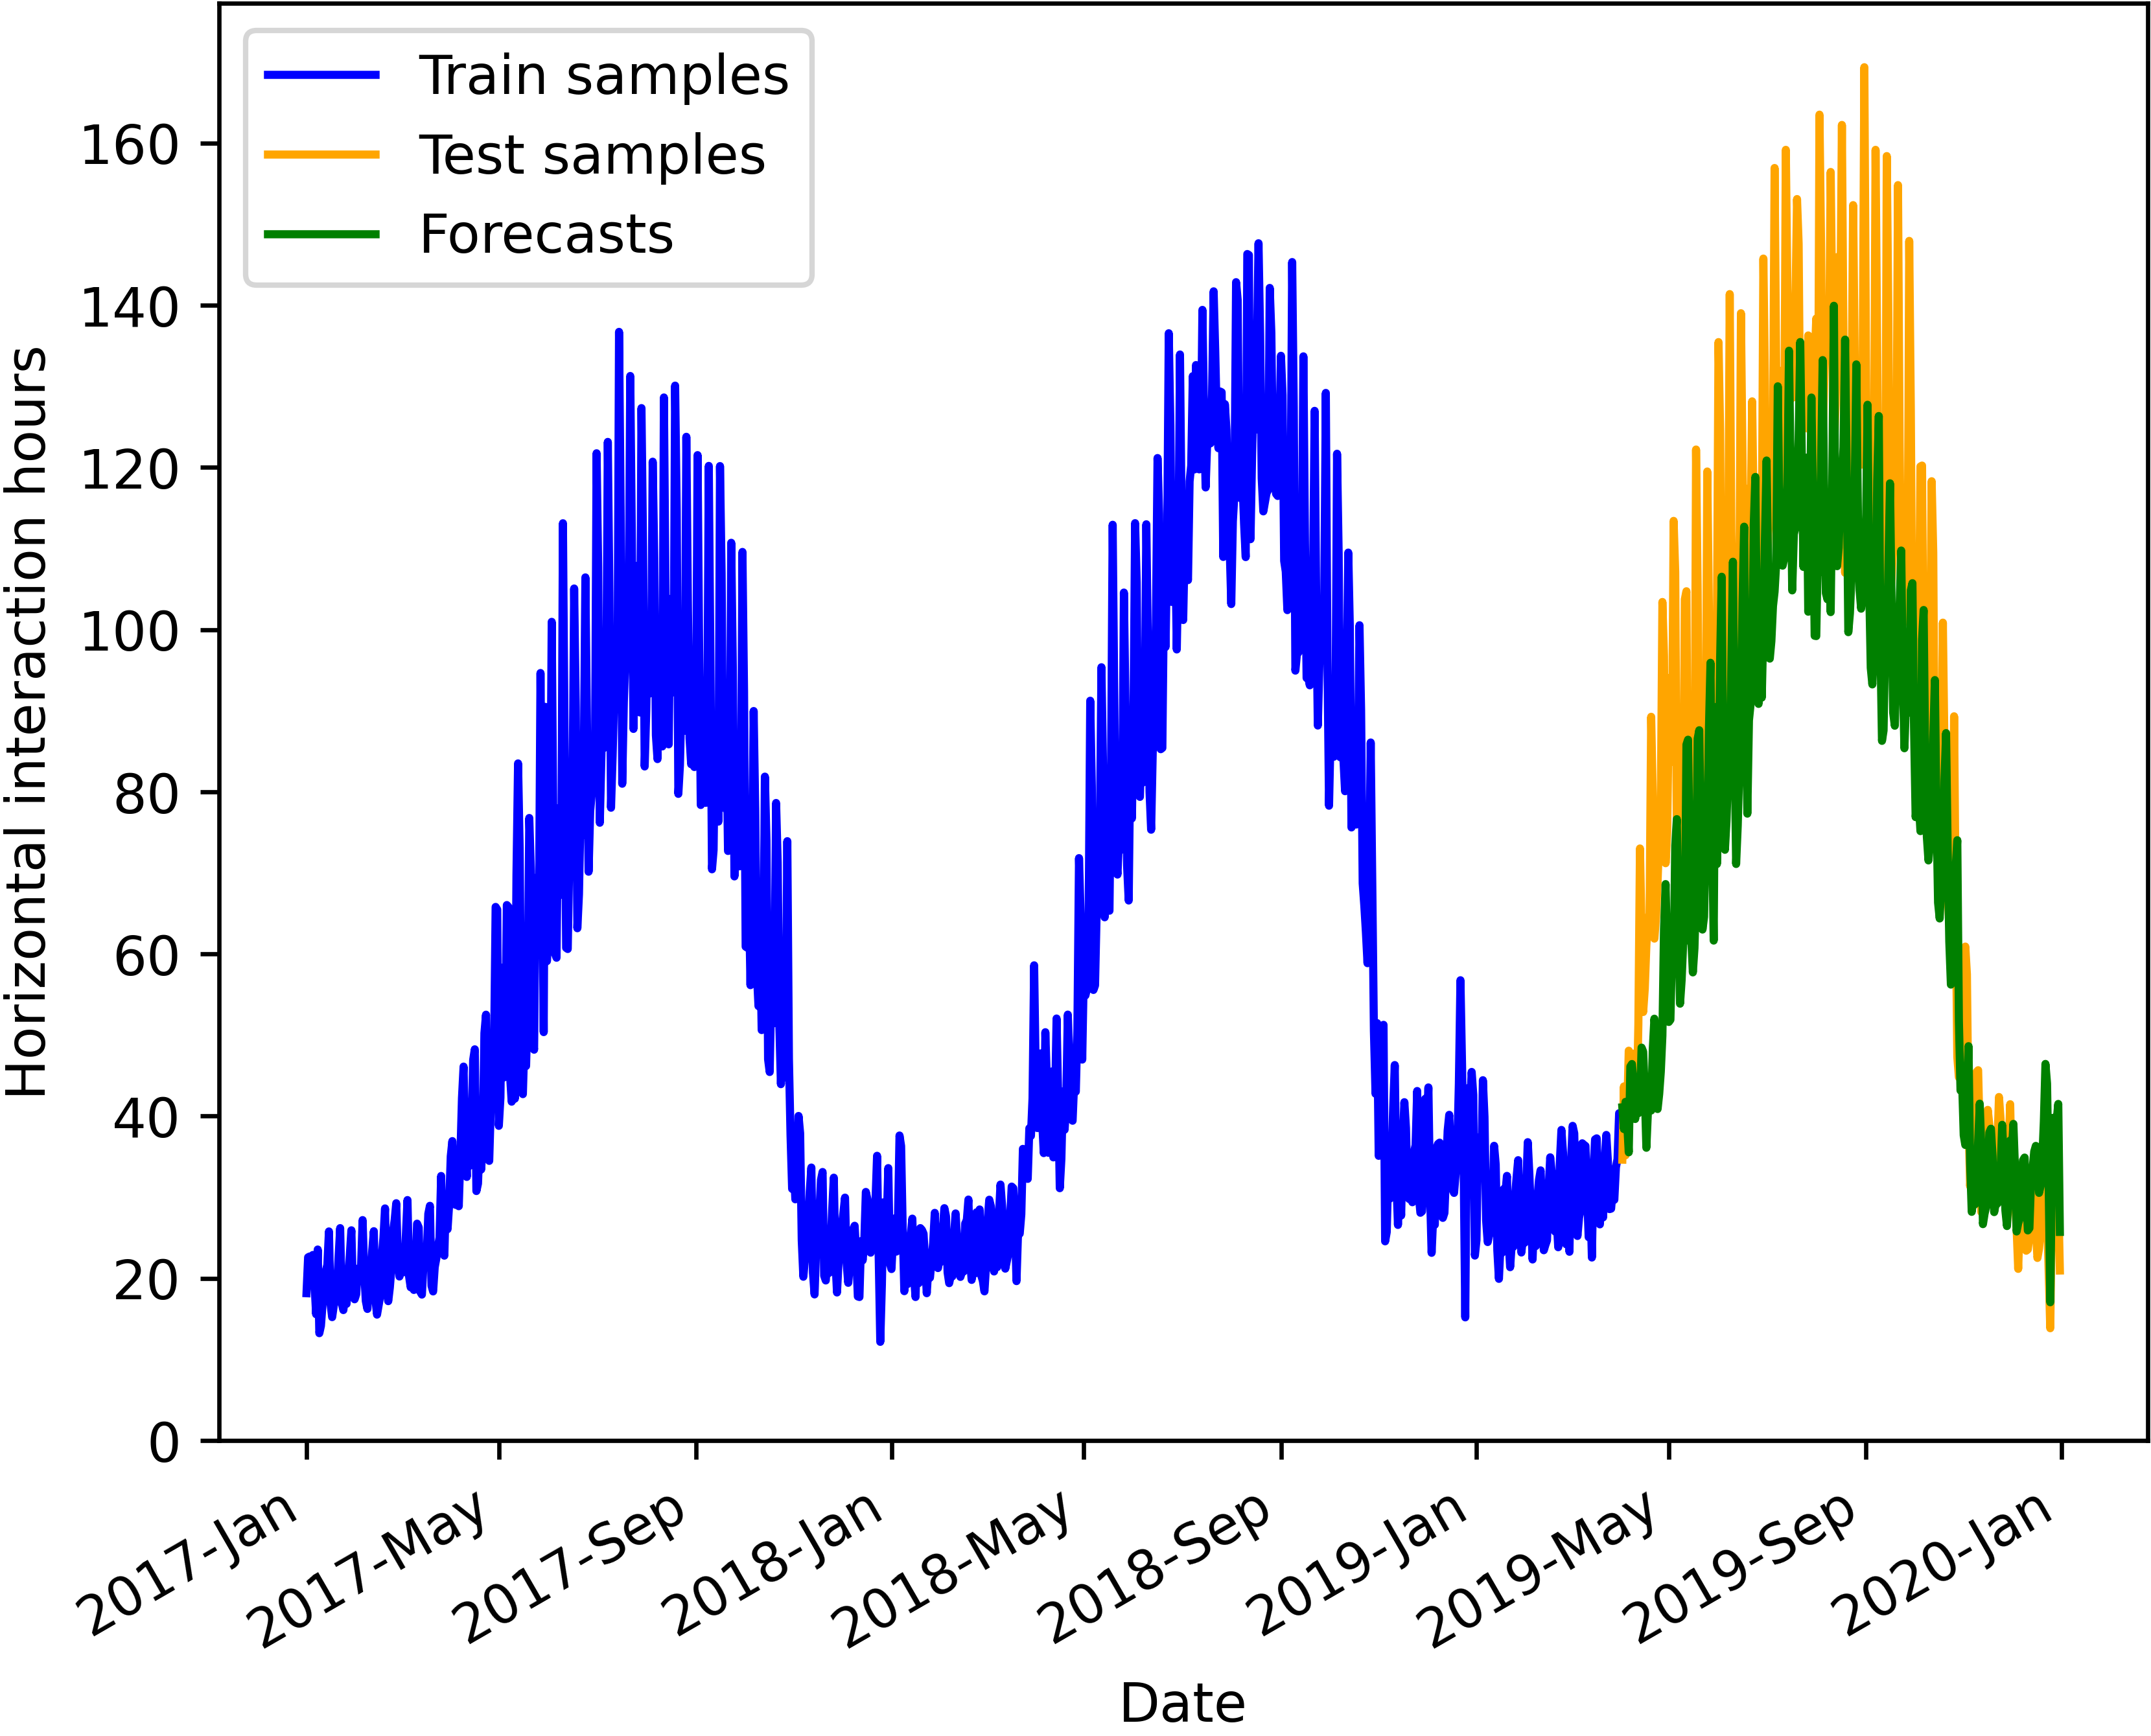 Train samples
Test samples
Forecasts
Horizontal interaction hours
160
140
120
100
80
60
40
20
0
2017-Jan
2017-May
2017-Sep
2018-Jan
2018-May
2018-Sep
2019-Jan
2019-May
2019-Sep
2020-Jan
Date